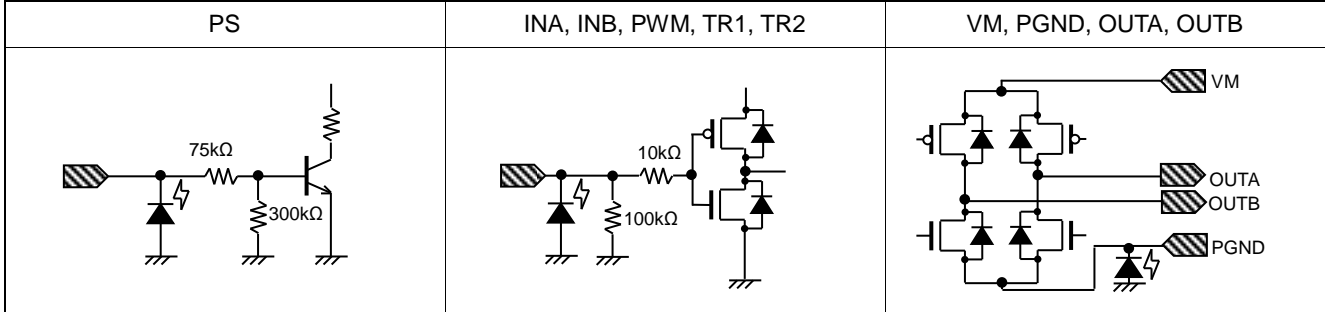 PS
INA, INB, PWM, TR1, TR2
VM, PGND, OUTA, OUTB
75kΩ
300kΩ
10kΩ
100kΩ
VM
OUTA
OUTB
PGND